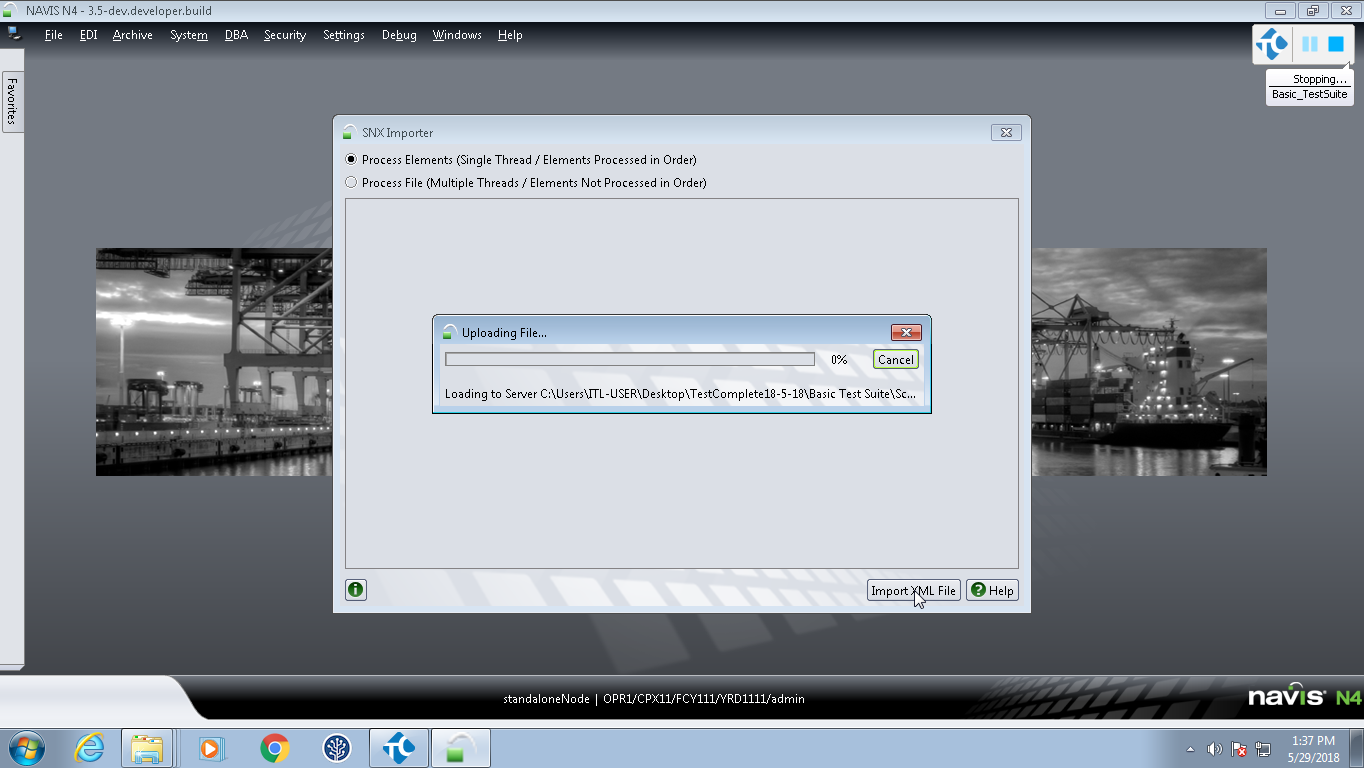 NAVIS N4 - 3.5-dev.developer.build
File EDI Archive System DBA Security Settings Debug Windows Help
Stopping...
Basic_TestSuite
Favorites
SNX Importer
Process Elements (Single Thread / Elements Processed in Order)
Process File (Multiple Threads / Elements Not Processed in Order)
Uploading File...
0% Cancel
Loading to Server C:\Users\ITL-USER\Desktop\TestComplete18-5-18\Basic Test Suite\Sc...
Import XML File Help
standaloneNode | OPR1/CPX11/FCY111/YRD1111/admin
navis N4
1:37 PM
5/29/2018